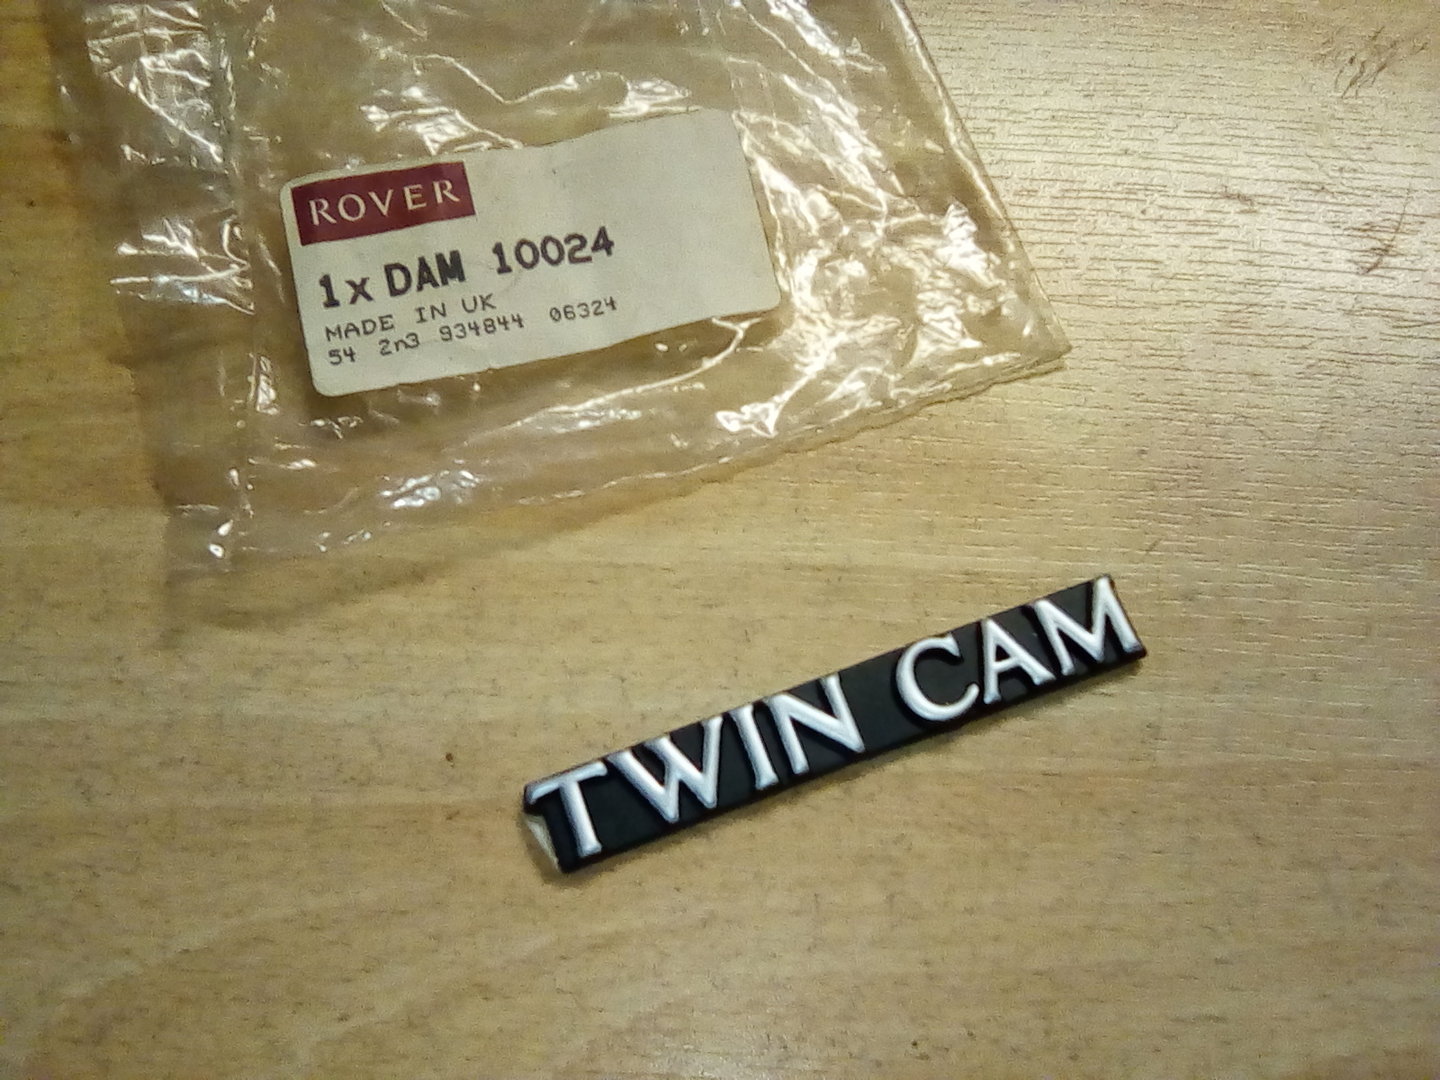 ROVER
1x DAM 10024
MADE IN UK
54 2n3 934844 06324
TWIN CAM